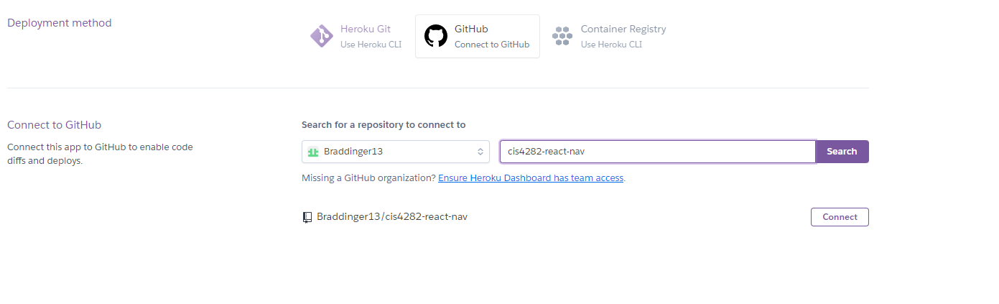 Deployment method
Heroku Git
Use Heroku CLI
GitHub
Connect to GitHub
Container Registry
Use Heroku CLI
Connect to GitHub
Connect this app to GitHub to enable code
diffs and deploys.
Search for a repository to connect to
Braddinger13
cis4282-react-nav
Search
Missing a GitHub organization? Ensure Heroku Dashboard has team access.
Braddinger13/cis4282-react-nav
Connect